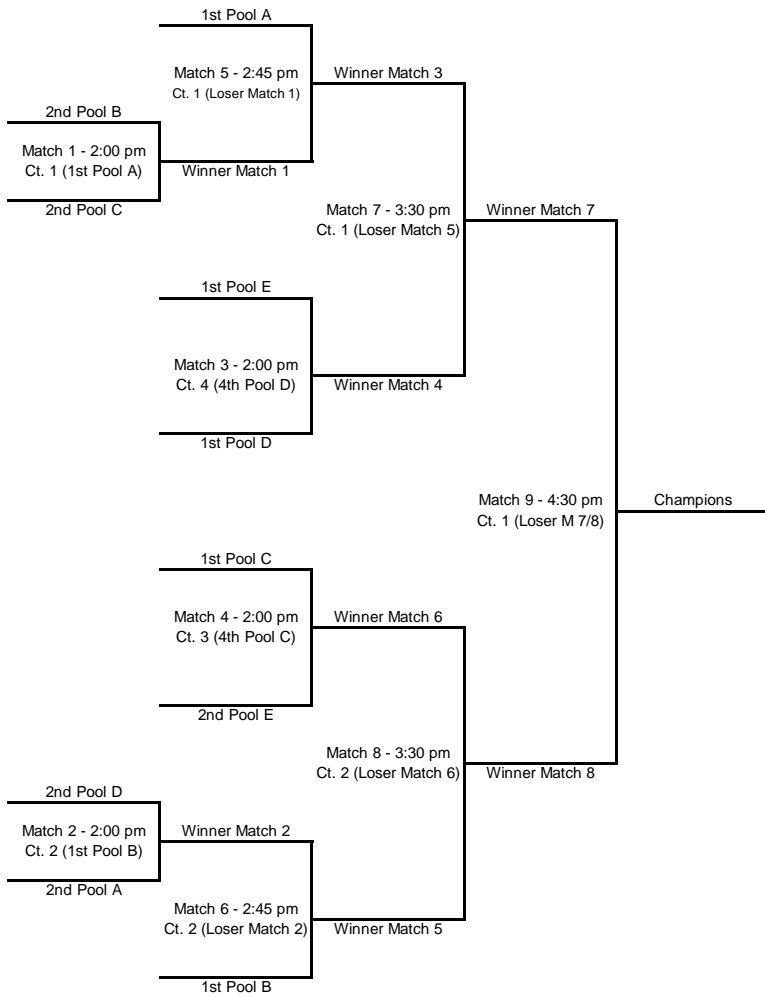 1st Pool A
Match 5 - 2:45 pm
Ct. 1 (Loser Match 1)
Winner Match 3
2nd Pool B
Match 1 - 2:00 pm
Ct. 1 (1st Pool A)
Winner Match 1
2nd Pool C
Match 7 - 3:30 pm
Ct. 1 (Loser Match 5)
Winner Match 7
1st Pool E
Match 3 - 2:00 pm
Ct. 4 (4th Pool D)
Winner Match 4
1st Pool D
Match 9 - 4:30 pm
Ct. 1 (Loser M 7/8)
Champions
1st Pool C
Match 4 - 2:00 pm
Ct. 3 (4th Pool C)
Winner Match 6
2nd Pool E
Match 8 - 3:30 pm
Ct. 2 (Loser Match 6)
Winner Match 8
2nd Pool D
Match 2 - 2:00 pm
Ct. 2 (1st Pool B)
Winner Match 2
2nd Pool A
Match 6 - 2:45 pm
Ct. 2 (Loser Match 2)
Winner Match 5
1st Pool B